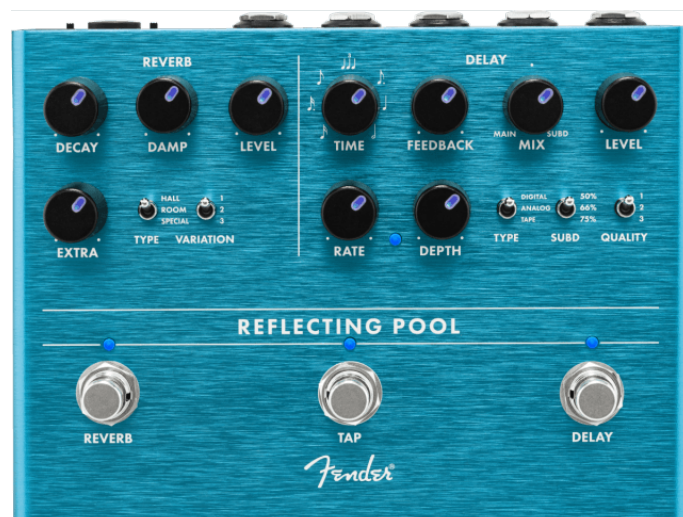 REVERB
DELAY
DECAY
DAMP
LEVEL
TIME
FEEDBACK
MAIN
SUBD
MIX
LEVEL
EXTRA
HALL
ROOM
SPECIAL
TYPE
1
2
3
VARIATION
RATE
DEPTH
DIGITAL
ANALOG
TAPE
TYPE
50%
66%
75%
SUBD
1
2
3
QUALITY
REFLECTING POOL
REVERB
TAP
DELAY
Fender®